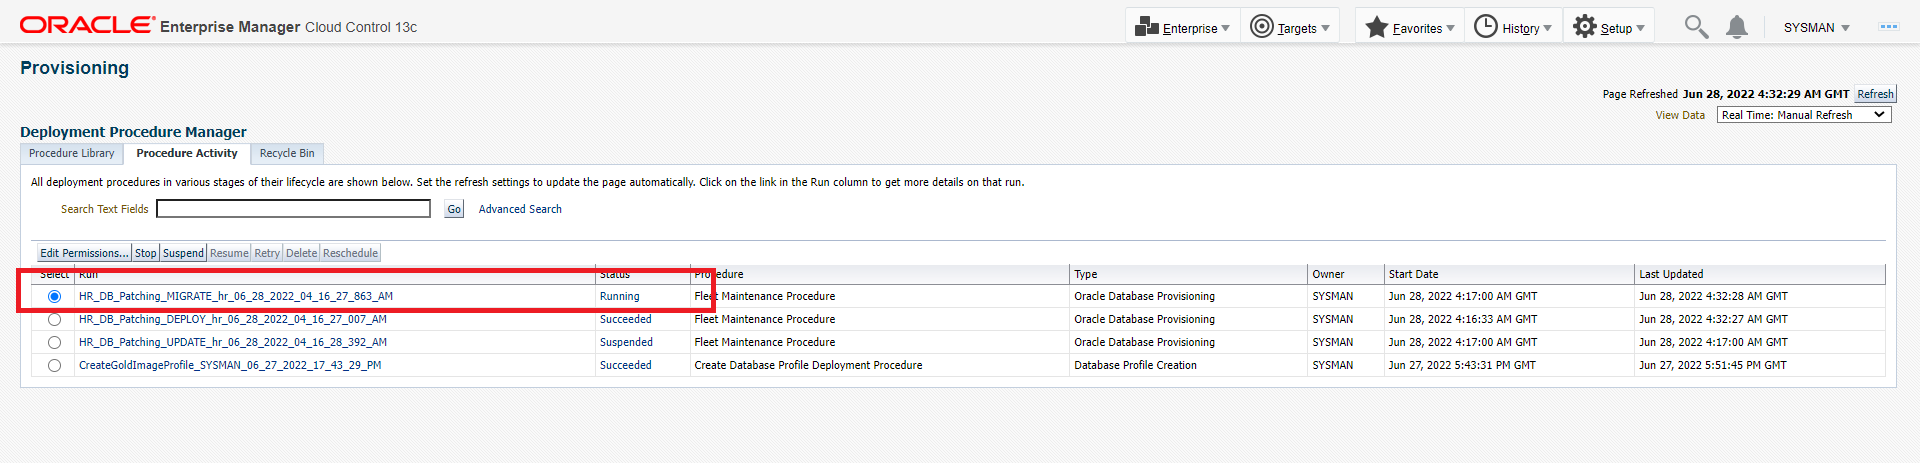 ORACLE® Enterprise Manager Cloud Control 13c Enterprise Targets Favorites History Setup SYSMAN
Provisioning
Page Refreshed Jun 28, 2022 4:32:29 AM GMT Refresh
View Data Real Time: Manual Refresh
Deployment Procedure Manager
Procedure Library Procedure Activity Recycle Bin
All deployment procedures in various stages of their lifecycle are shown below. Set the refresh settings to update the page automatically. Click on the link in the Run column to get more details on that run.
Search Text Fields Go Advanced Search
Edit Permissions... Stop Suspend Resume Retry Delete Reschedule
Select Run Status Procedure Type Owner Start Date Last Updated
HR_DB_Patching_MIGRATE_hr_06_28_2022_04_16_27_863_AM Running Fleet Maintenance Procedure Oracle Database Provisioning SYSMAN Jun 28, 2022 4:17:00 AM GMT Jun 28, 2022 4:32:28 AM GMT
HR_DB_Patching_DEPLOY_hr_06_28_2022_04_16_27_007_AM Succeeded Fleet Maintenance Procedure Oracle Database Provisioning SYSMAN Jun 28, 2022 4:16:33 AM GMT Jun 28, 2022 4:32:27 AM GMT
HR_DB_Patching_UPDATE_hr_06_28_2022_04_16_28_392_AM Suspended Fleet Maintenance Procedure Oracle Database Provisioning SYSMAN Jun 28, 2022 4:17:00 AM GMT Jun 28, 2022 4:17:00 AM GMT
CreateGoldImageProfile_SYSMAN_06_27_2022_17_43_29_PM Succeeded Create Database Profile Deployment Procedure Database Profile Creation SYSMAN Jun 27, 2022 5:43:31 PM GMT Jun 27, 2022 5:51:45 PM GMT